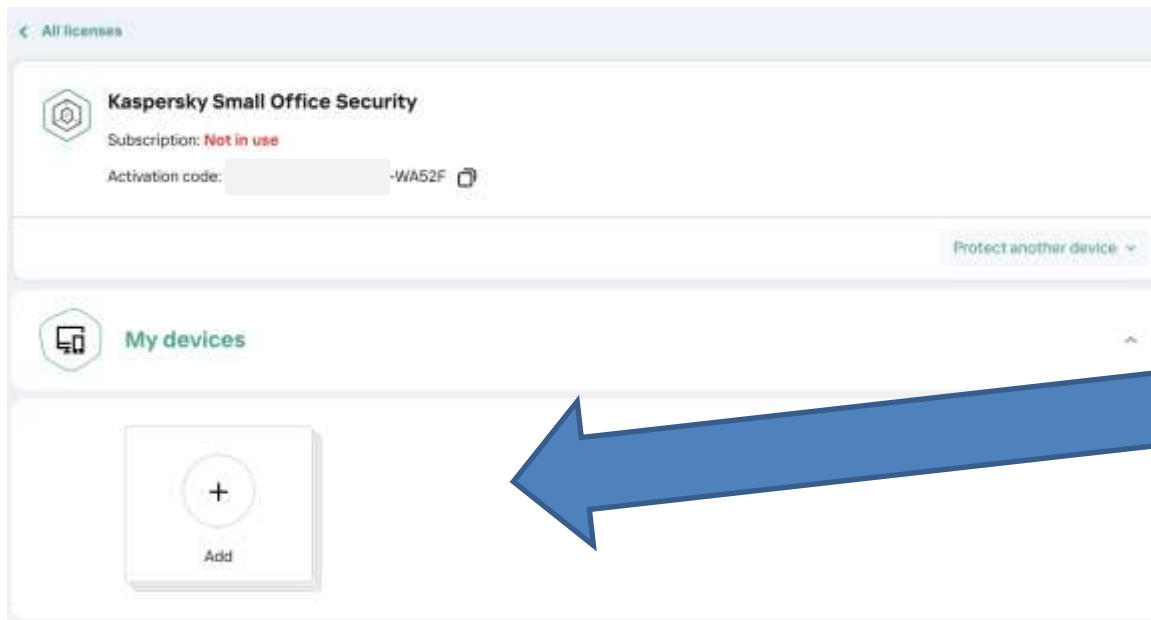 All licenses
Kaspersky Small Office Security
Subscription: Not in use
Activation code: -WA52F
Protect another device
My devices
Add